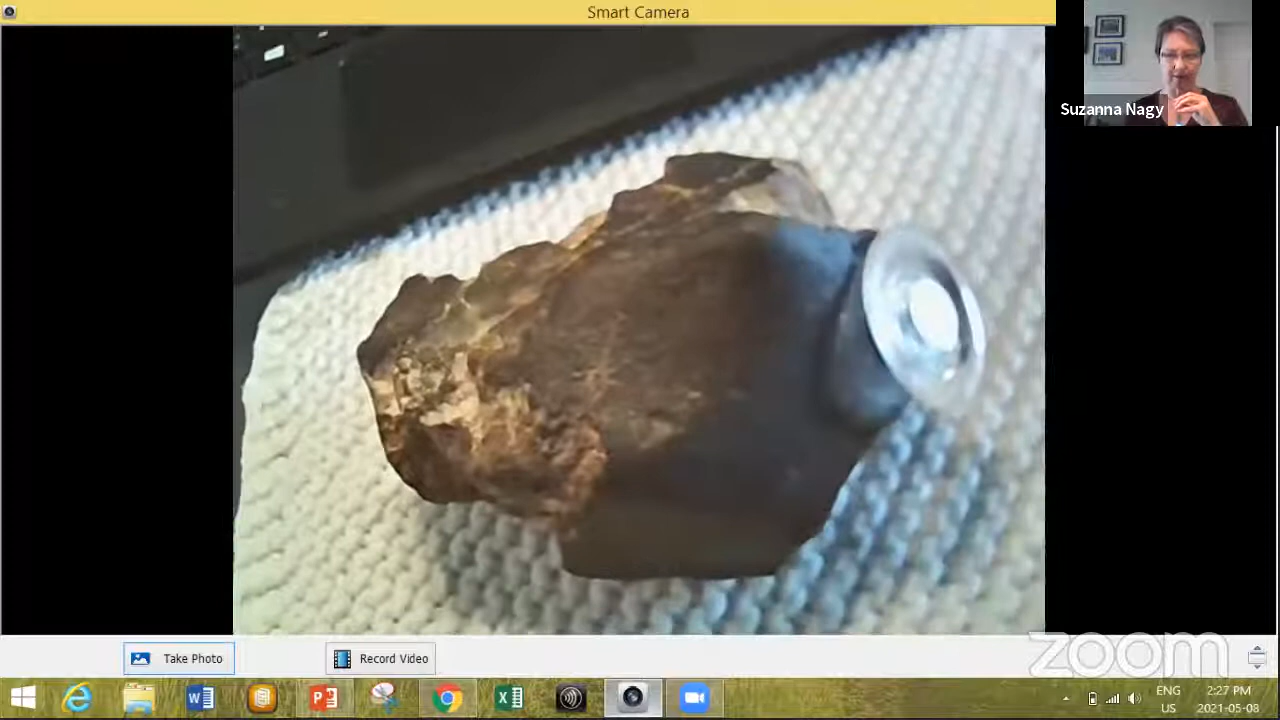 Smart Camera
Suzanna Nagy
Take Photo
Record Video
zoom
ENG
US
2:27 PM
2021-05-08